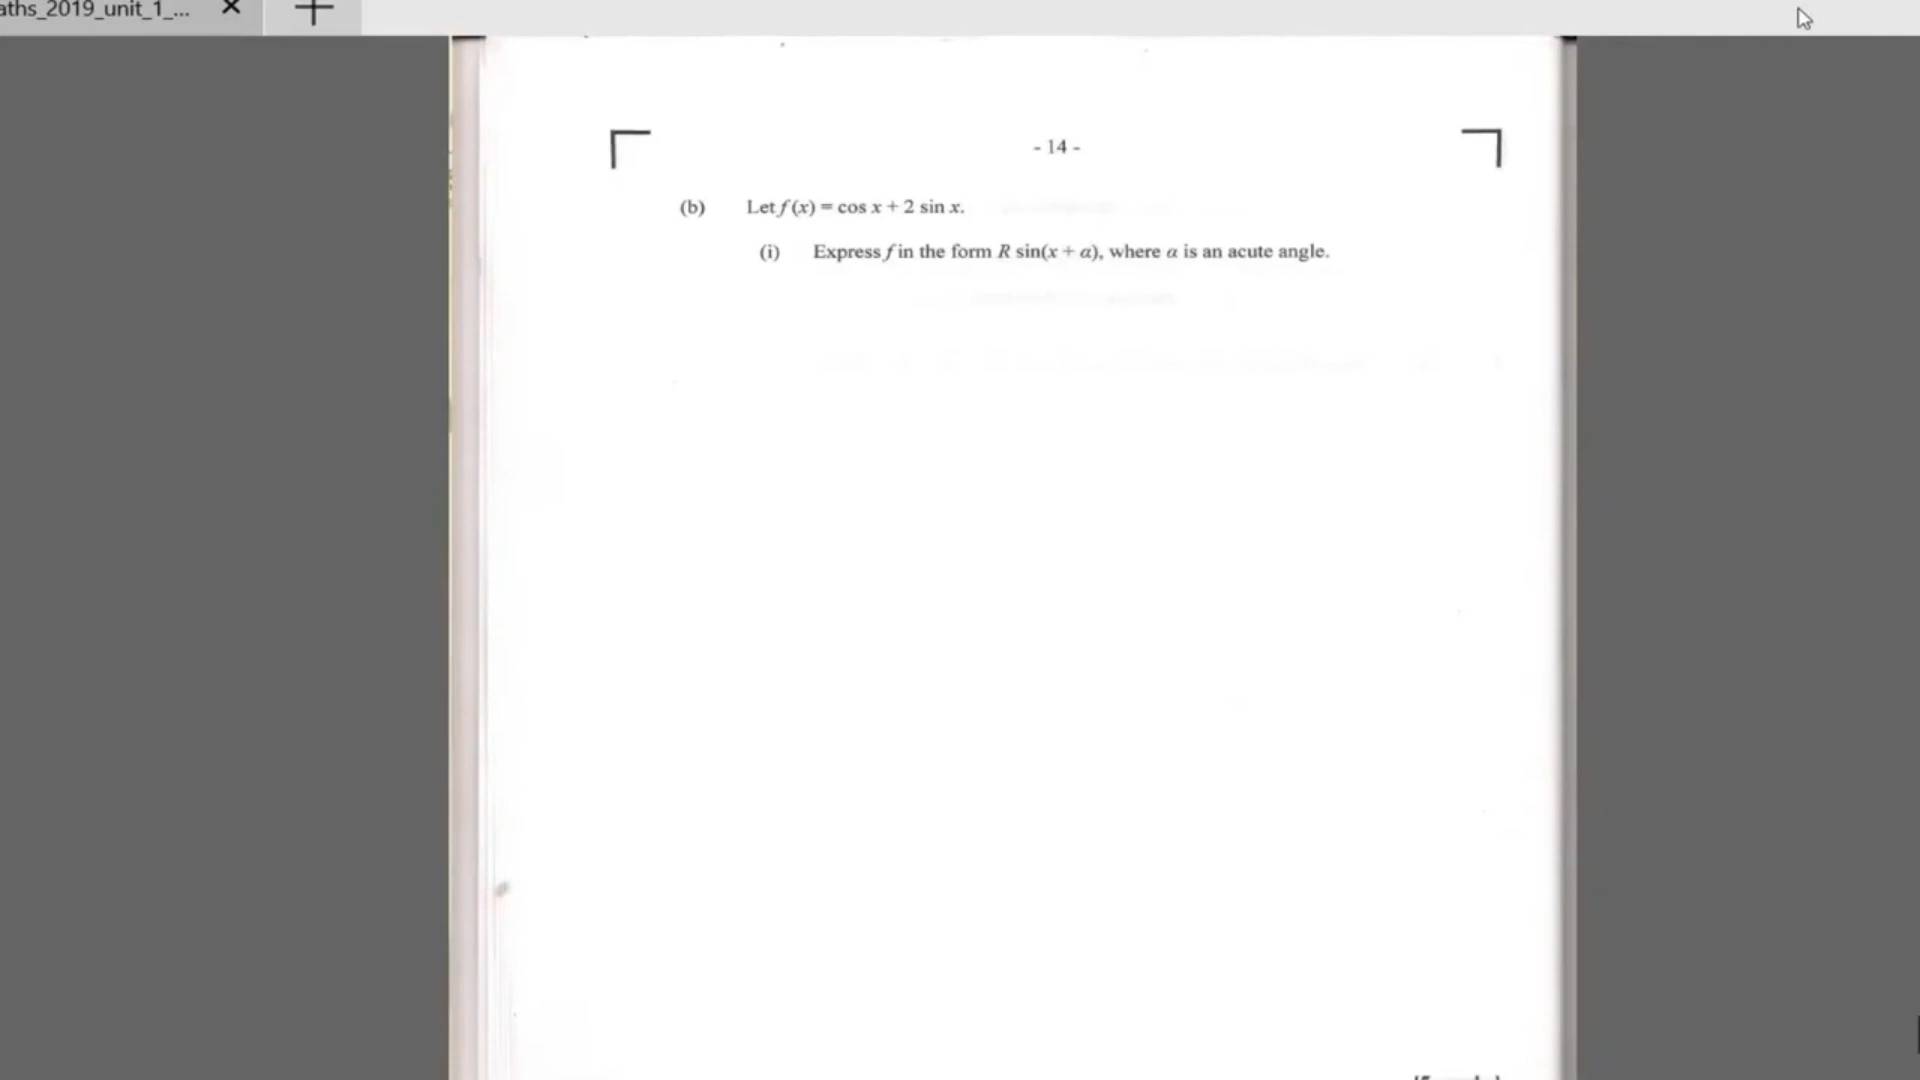 aths_2019_unit_1_...
- 14 -
(b) Let f (x) = cos x + 2 sin x.
(i) Express f in the form R sin(x + α), where α is an acute angle.